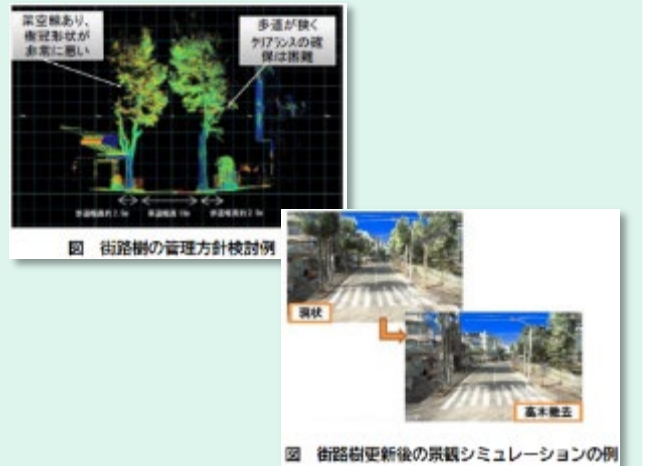 架空線あり、
樹冠形状が
非常に悪い
歩道が狭く
クリアランスの確
保は困難
図 街路樹の管理方針検討例
現状
高木撤去
図 街路樹更新後の景観シミュレーションの例